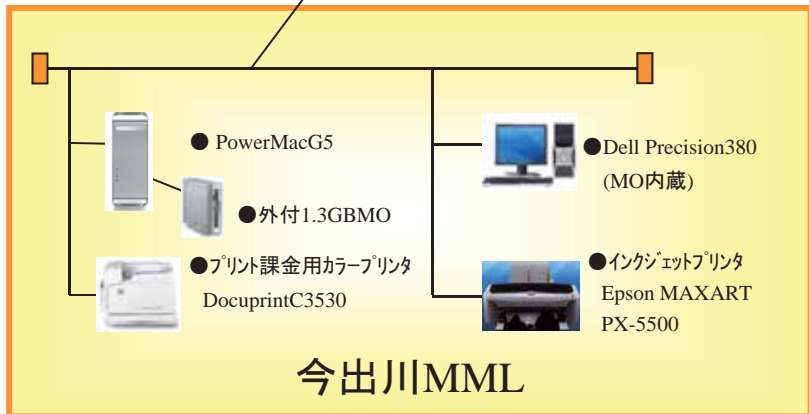 ● PowerMacG5
●外付1.3GBMO
●プリント課金用カラープリンタ
DocuprintC3530
●Dell Precision380
(MO内蔵)
●インクジェットプリンタ
Epson MAXART
PX-5500
今出川MML